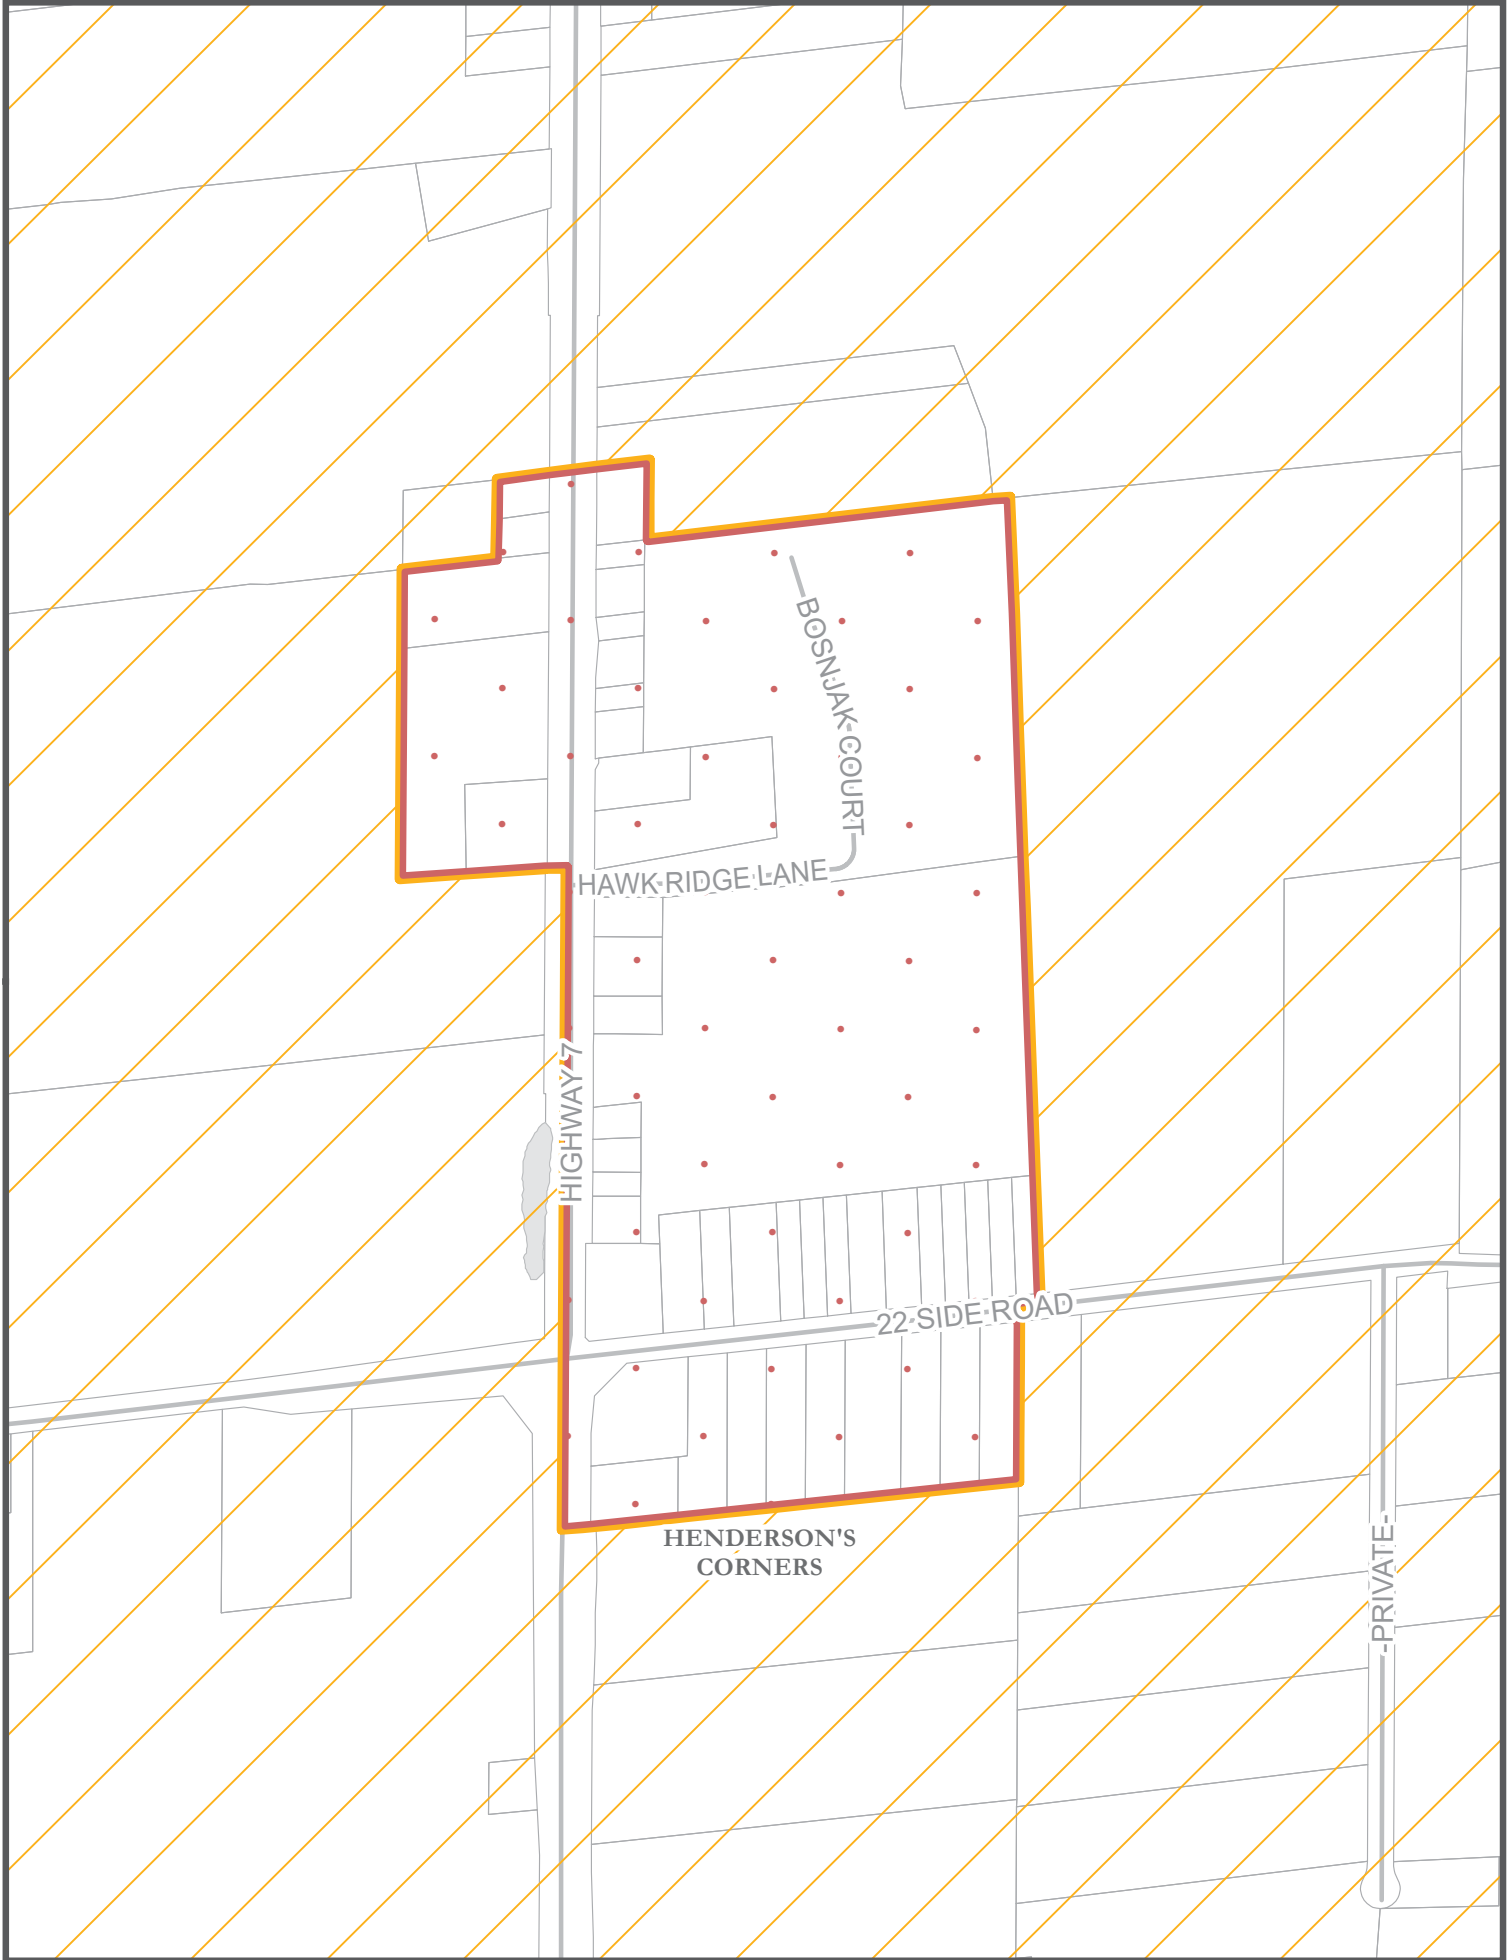 BOSNJAK COURT
HAWK RIDGE LANE
HIGHWAY 7
22 SIDE ROAD
HENDERSON'S
CORNERS
-PRIVATE-